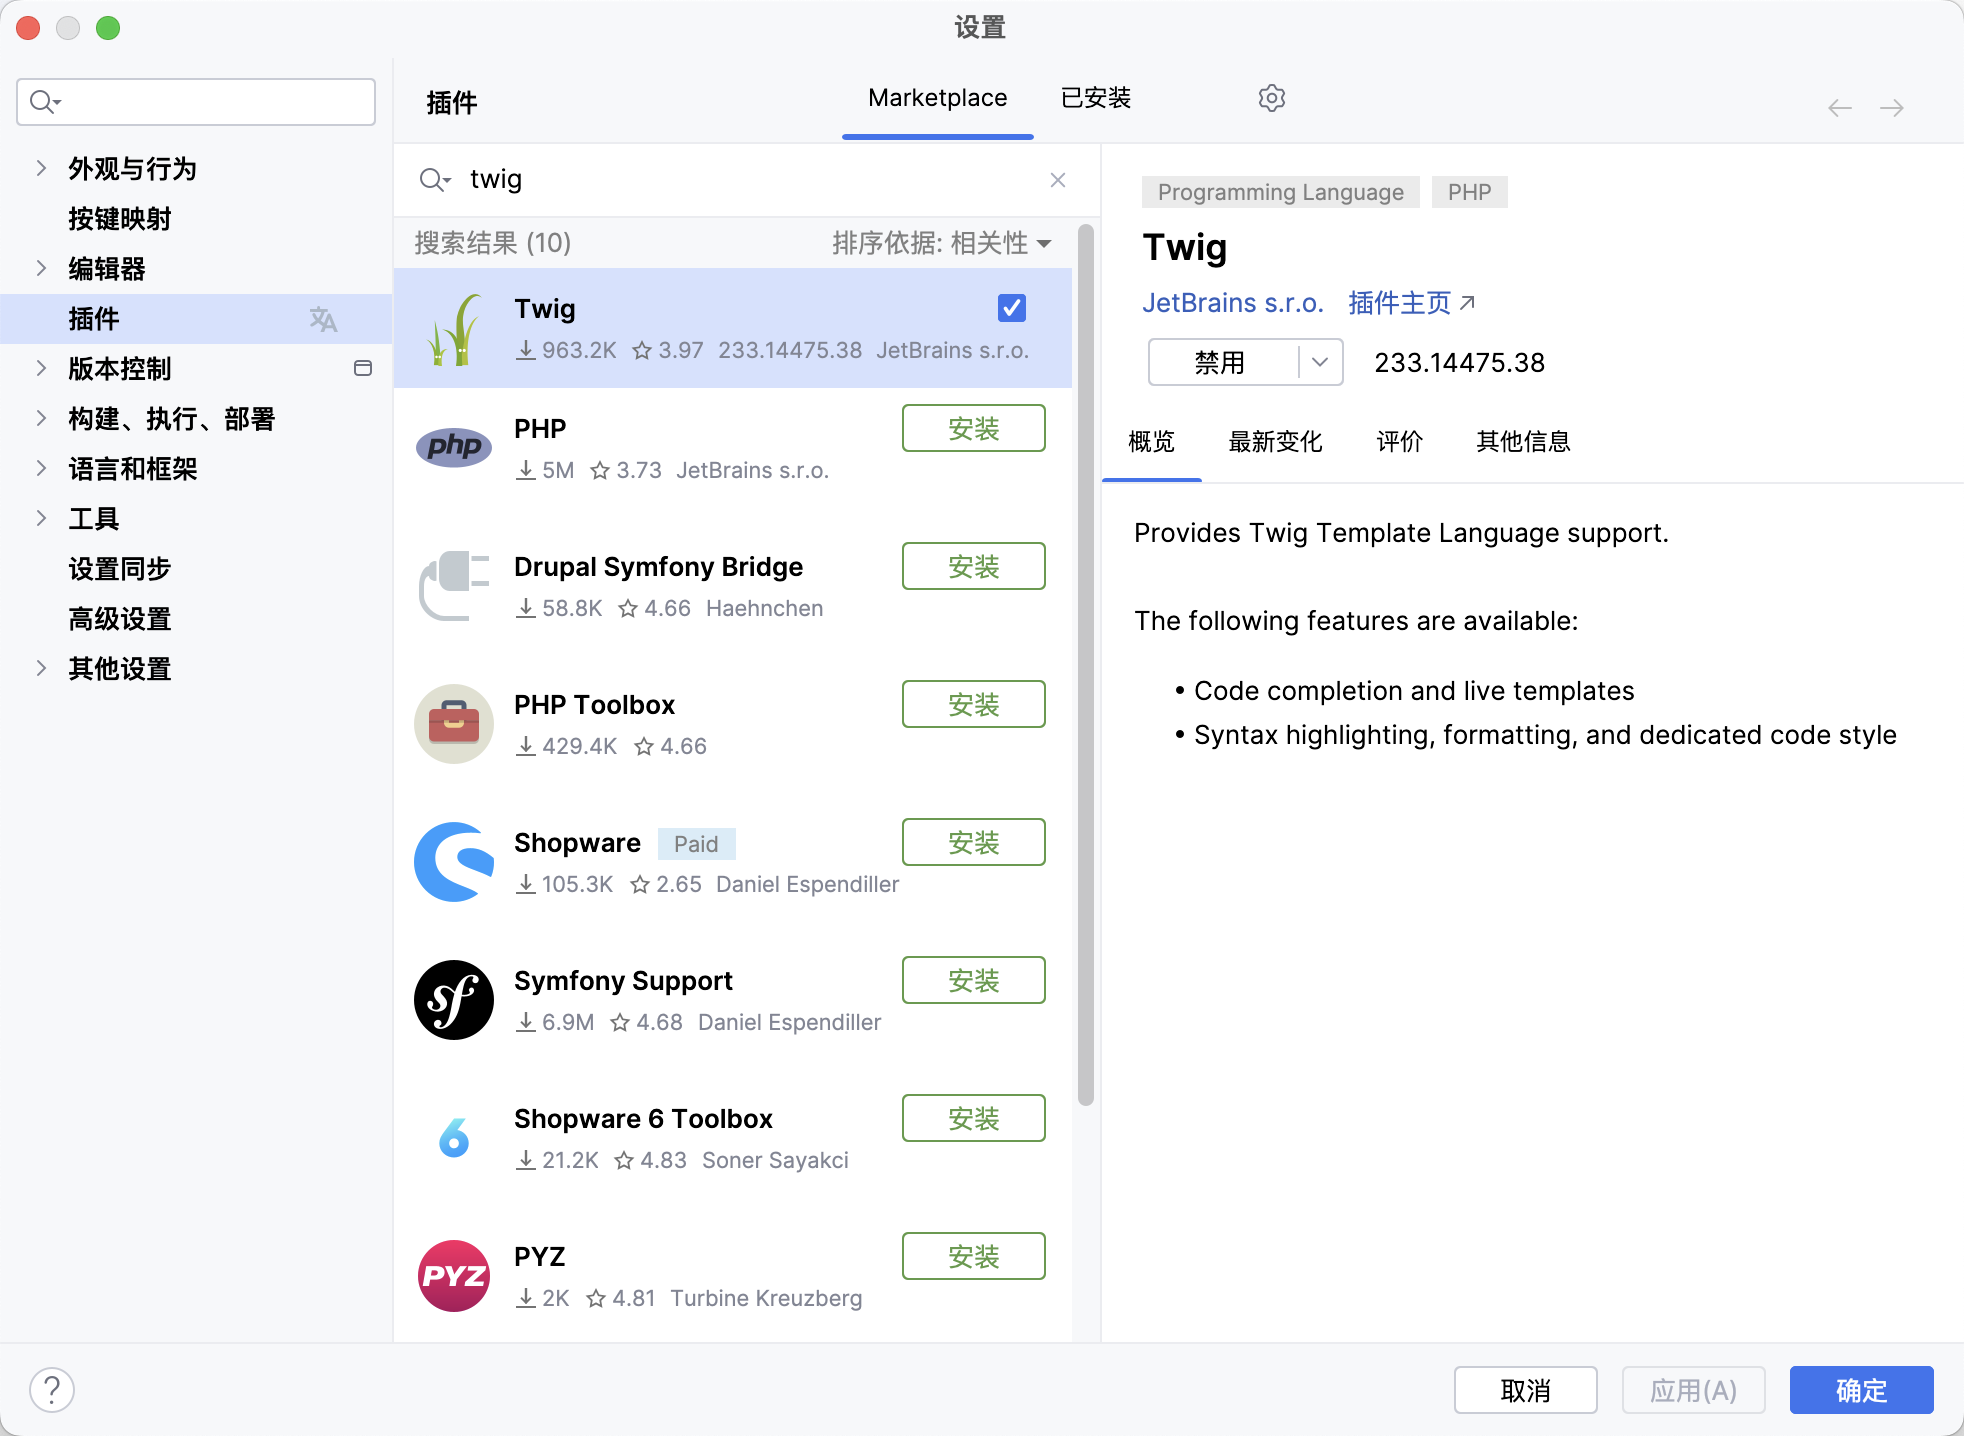 设置
插件
Marketplace
已安装
外观与行为
按键映射
编辑器
插件
版本控制
构建、执行、部署
语言和框架
工具
设置同步
高级设置
其他设置
twig
搜索结果 (10)
排序依据: 相关性
Twig
963.2K 3.97 233.14475.38 JetBrains s.r.o.
php
PHP
安装
5M 3.73 JetBrains s.r.o.
Drupal Symfony Bridge
安装
58.8K 4.66 Haehnchen
PHP Toolbox
安装
429.4K 4.66
Shopware Paid
安装
105.3K 2.65 Daniel Espendiller
sf
Symfony Support
安装
6.9M 4.68 Daniel Espendiller
6
Shopware 6 Toolbox
安装
21.2K 4.83 Soner Sayakci
PYZ
PYZ
安装
2K 4.81 Turbine Kreuzberg
Programming Language PHP
Twig
JetBrains s.r.o. 插件主页
禁用 233.14475.38
概览 最新变化 评价 其他信息
Provides Twig Template Language support.
The following features are available:
• Code completion and live templates
• Syntax highlighting, formatting, and dedicated code style
?
取消
应用(A)
确定